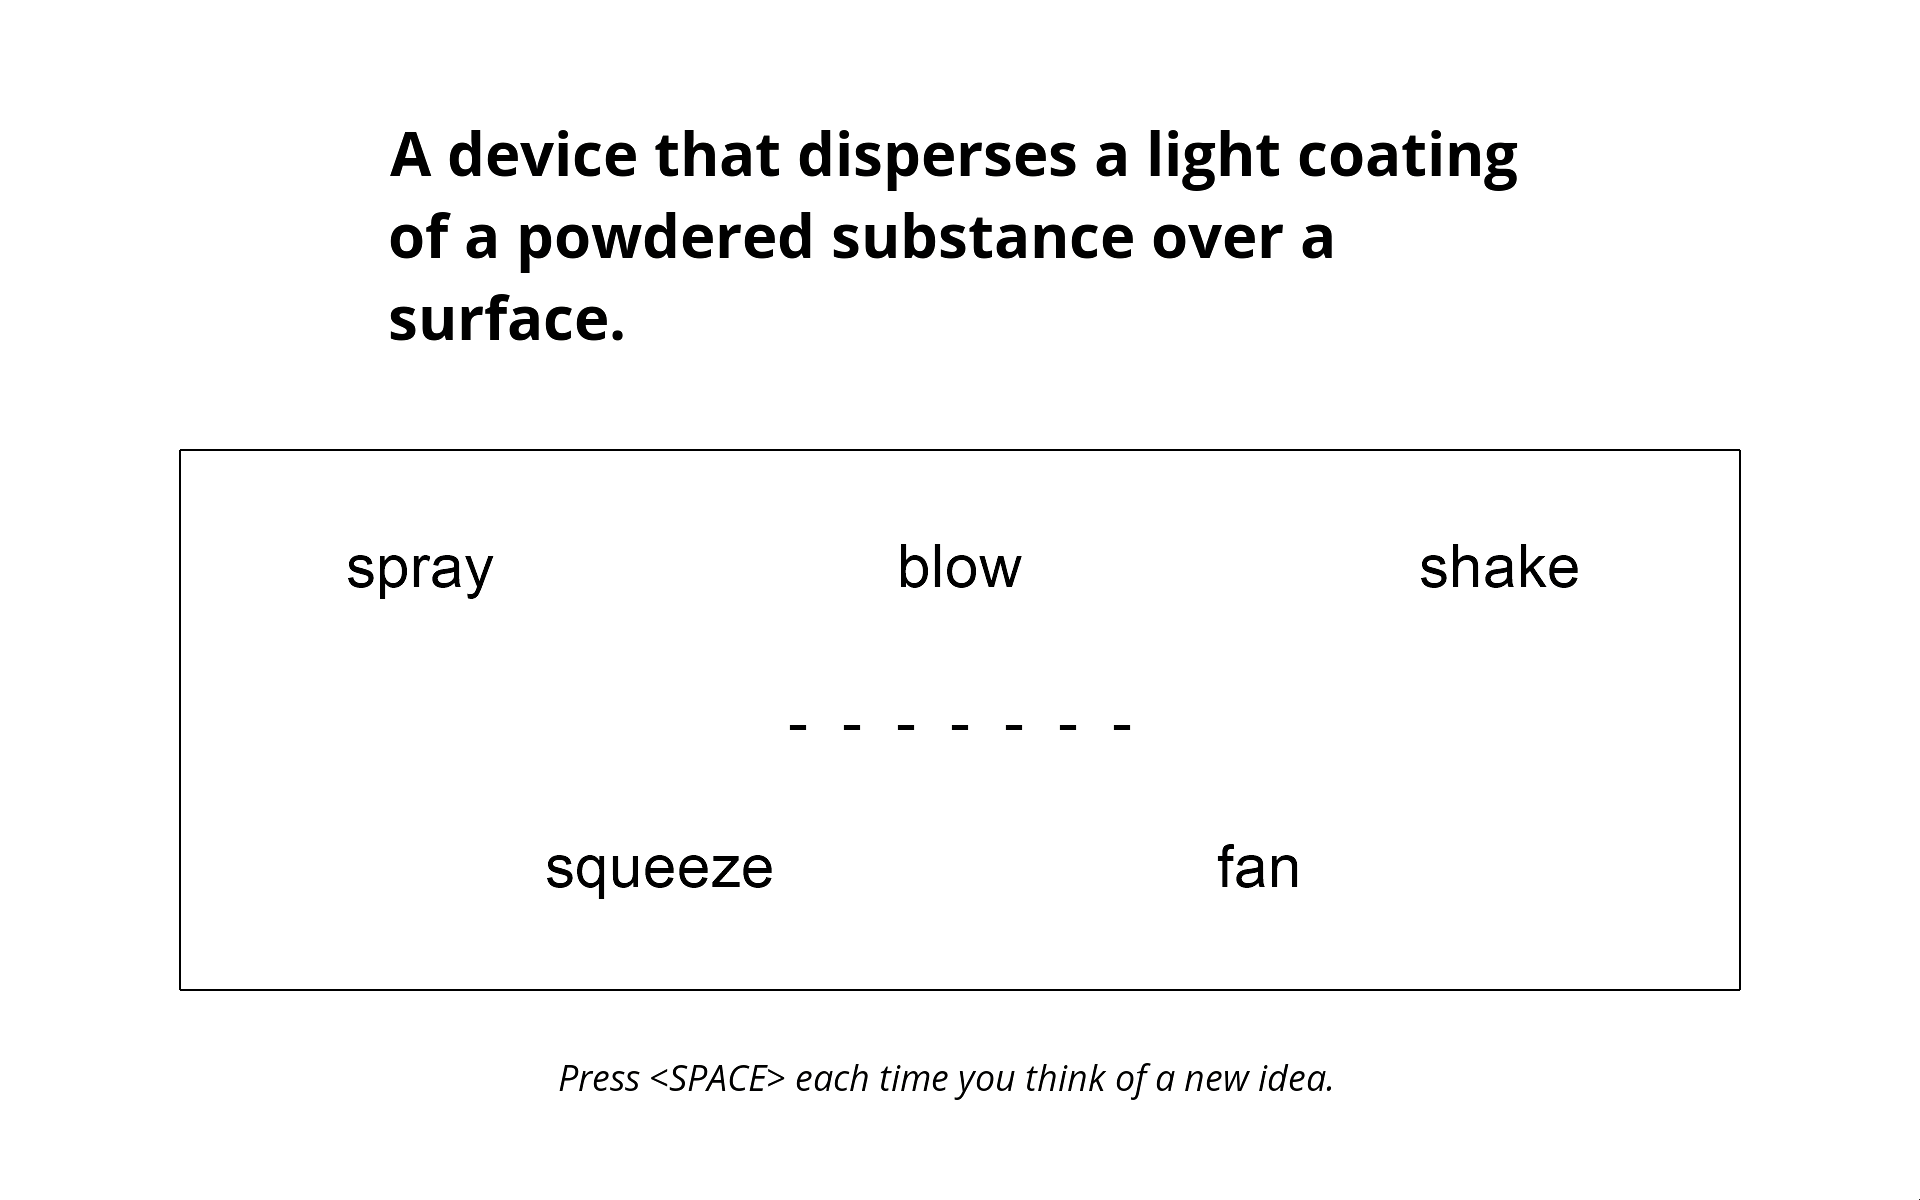 A device that disperses a light coating
of a powdered substance over a
surface.
spray blow shake
- - - - - - -
squeeze fan
Press <SPACE> each time you think of a new idea.